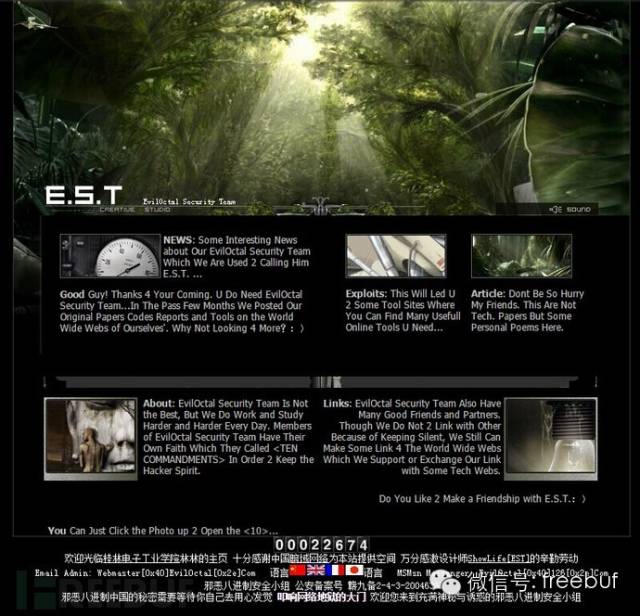 E.S.T EvilOctal Security Team
CREATIVE STUDIO
SOUND
NEWS: Some Interesting News
about Our EvilOctal Security Team
Which We Are Used 2 Calling Him
E.S.T. ...
Good Guy! Thanks 4 Your Coming. U Do Need EvilOctal
Security Team...In The Pass Few Months We Posted Our
Original Papers Codes Reports and Tools on the World
Wide Webs of Ourselves'. Why Not Looking 4 More? : )
Exploits: This Will Led U
2 Some Tool Sites Where
You Can Find Many Usefull
Online Tools U Need...
Article: Dont Be So Hurry
My Friends. This Are Not
Tech. Papers But Some
Personal Poems Here.
About: EvilOctal Security Team Is Not
the Best, But We Do Work and Study
Harder and Harder Every Day. Members
of EvilOctal Security Team Have Their
Own Faith Which They Called <TEN
COMMANDMENTS> In Order 2 Keep the
Hacker Spirit.
Links: EvilOctal Security Team Also Have
Many Good Friends and Partners.
Though We Do Not 2 Link with Other
Because of Keeping Silent, We Still Can
Make Some Link 4 The World Wide Webs
Which We Support or Exchange Our Link
with Some Tech Webs.
Do You Like 2 Make a Friendship with E.S.T.: )
You Can Just Click the Photo up 2 Open the <10>...
00022674
欢迎光临桂林电子工业学院林林的主页 十分感谢中国暗域网络为本站提供空间 万分感激设计师ShowLife[EST]的辛勤劳动
Email Admin: Webmaster[0x40]EvilOctal[0x2e]Com 语言 语言
邪恶八进制安全小组 公安备案号 赣九备2-4-3-200463
邪恶八进制中国的秘密需要等待你自己去用心发觉 叩响网络地狱的大门 欢迎您来到充满神秘与诱惑的邪恶八进制安全小组
微信号: freebuf